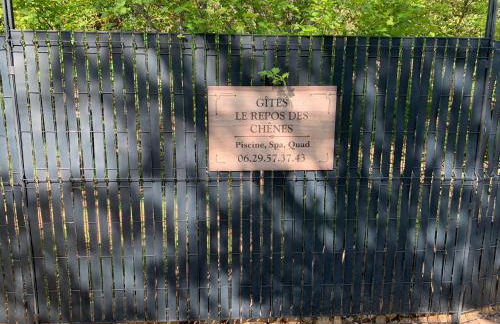 GÎTES
LE REPOS DES
CHÊNES
Piscine, Spa, Quad
06.29.57.37.43